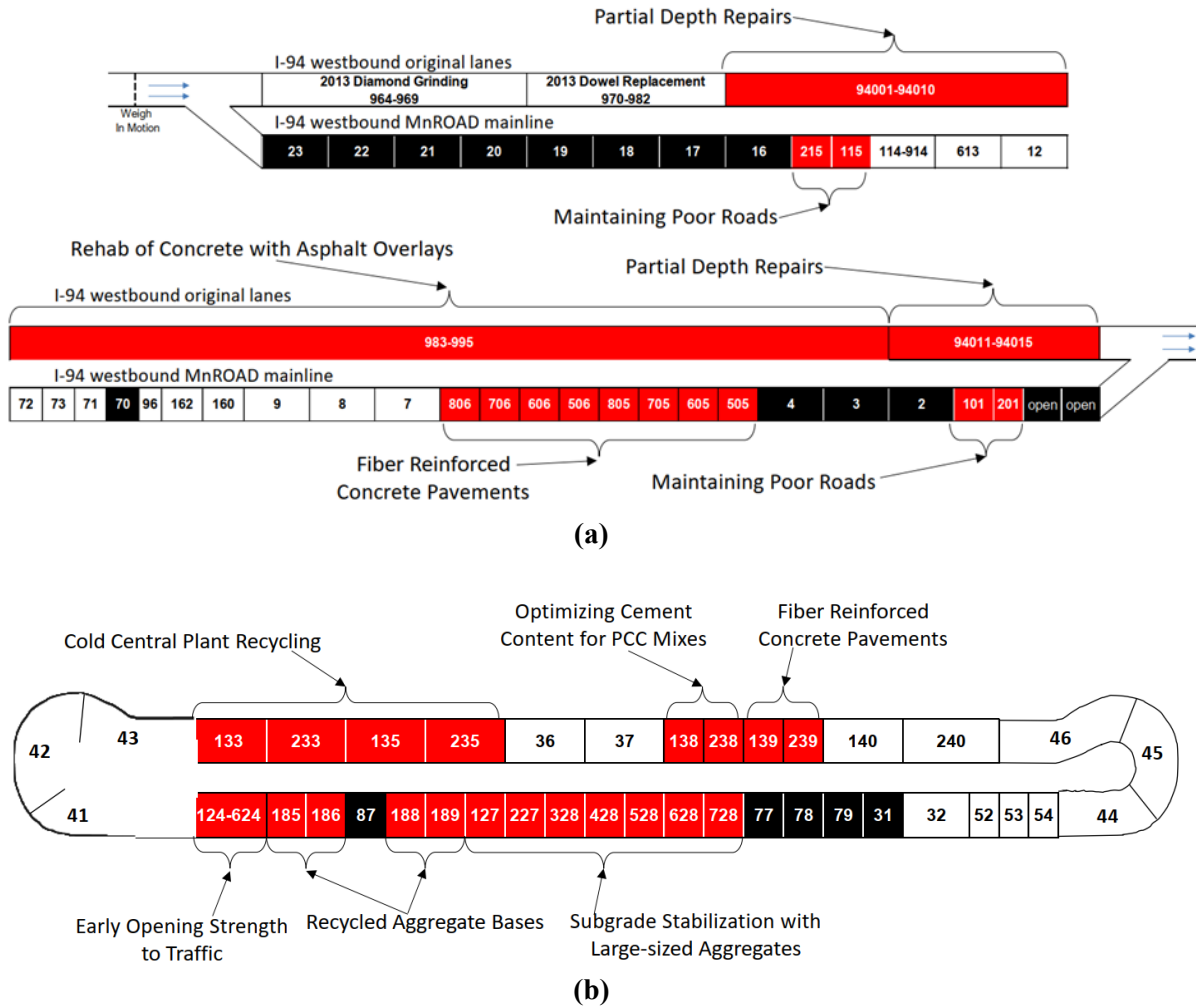 Partial Depth Repairs
I-94 westbound original lanes
2013 Diamond Grinding
964-969
2013 Dowel Replacement
970-982
94001-94010
Weigh
In Motion
I-94 westbound MnROAD mainline
23 22 21 20 19 18 17 16 215 115 114-914 613 12
Maintaining Poor Roads
Rehab of Concrete with Asphalt Overlays
Partial Depth Repairs
I-94 westbound original lanes
983-995 94011-94015
I-94 westbound MnROAD mainline
72 73 71 70 96 162 160 9 8 7 806 706 606 506 805 705 605 505 4 3 2 101 201 open open
Fiber Reinforced
Concrete Pavements
Maintaining Poor Roads
(a)
Cold Central Plant Recycling
Optimizing Cement
Content for PCC Mixes
Fiber Reinforced
Concrete Pavements
42 43 133 233 135 235 36 37 138 238 139 239 140 240 46 45
41 124-624 185 186 87 188 189 127 227 328 428 528 628 728 77 78 79 31 32 52 53 54 44
Early Opening Strength
to Traffic
Recycled Aggregate Bases
Subgrade Stabilization with
Large-sized Aggregates
(b)